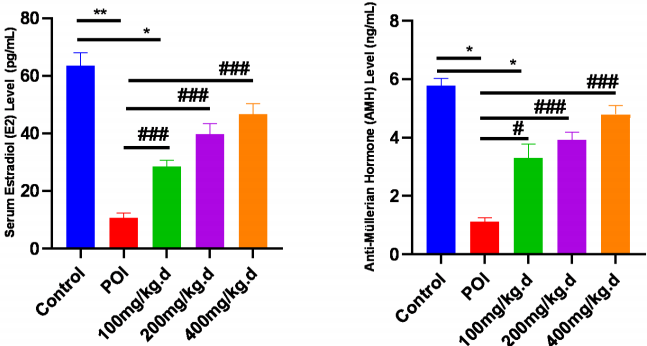 Serum Estradiol (E2) Level (pg/mL)
80
60
40
20
0
**
*
###
###
###
Control
POI
100mg/kg.d
200mg/kg.d
400mg/kg.d
Anti-Müllerian Hormone (AMH) Level (ng/mL)
8
6
4
2
0
*
*
###
###
#
Control
POI
100mg/kg.d
200mg/kg.d
400mg/kg.d